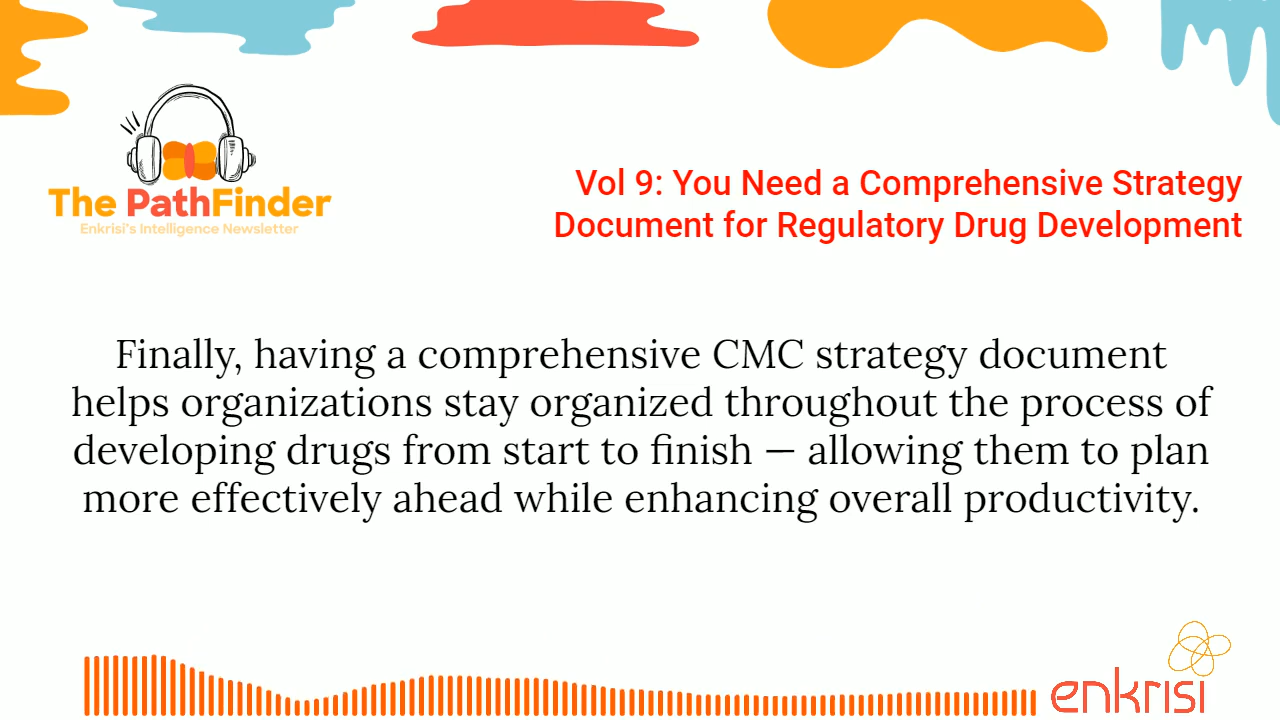 The PathFinder
Enkrisi's Intelligence Newsletter
Vol 9: You Need a Comprehensive Strategy
Document for Regulatory Drug Development
Finally, having a comprehensive CMC strategy document
helps organizations stay organized throughout the process of
developing drugs from start to finish — allowing them to plan
more effectively ahead while enhancing overall productivity.
enkrisi